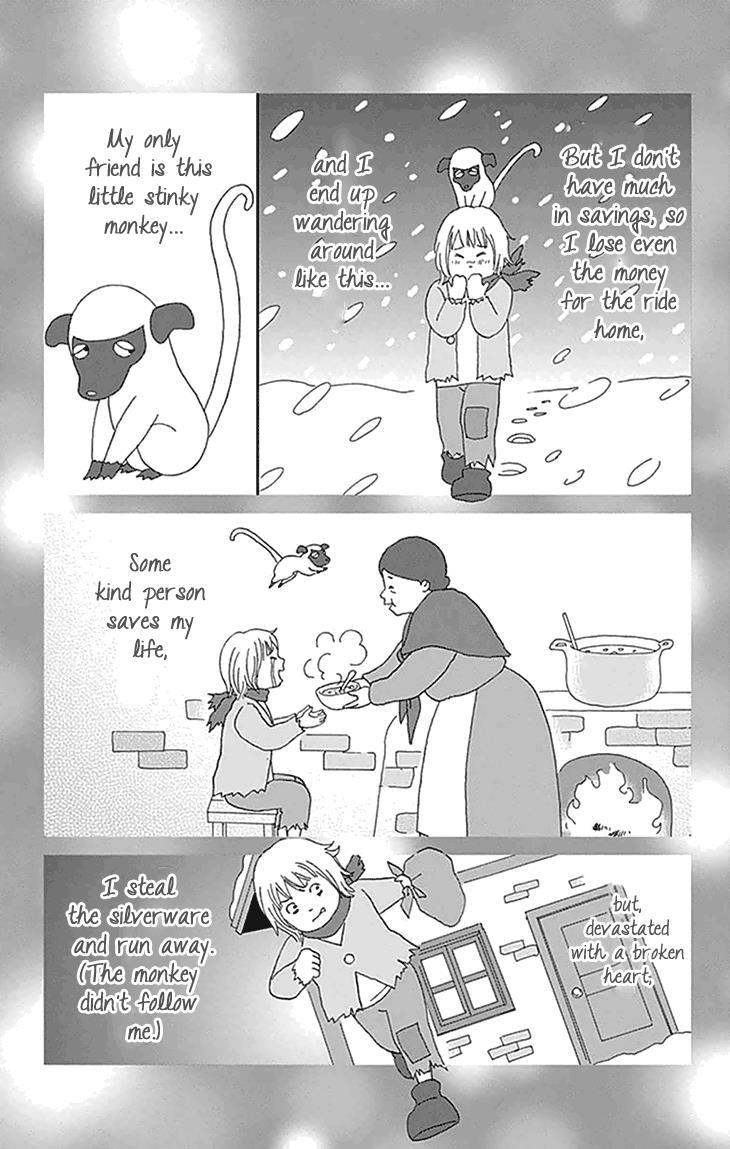 But I don't
have much
in savings, so
I lose even
the money
for the ride
home,
and I
end up
wandering
around
like this...
My only
friend is this
little stinky
monkey...
Some
kind person
saves my
life,
but,
devastated
with a broken
heart,
I steal
the silverware
and run away.
(The monkey
didn't follow
me.)